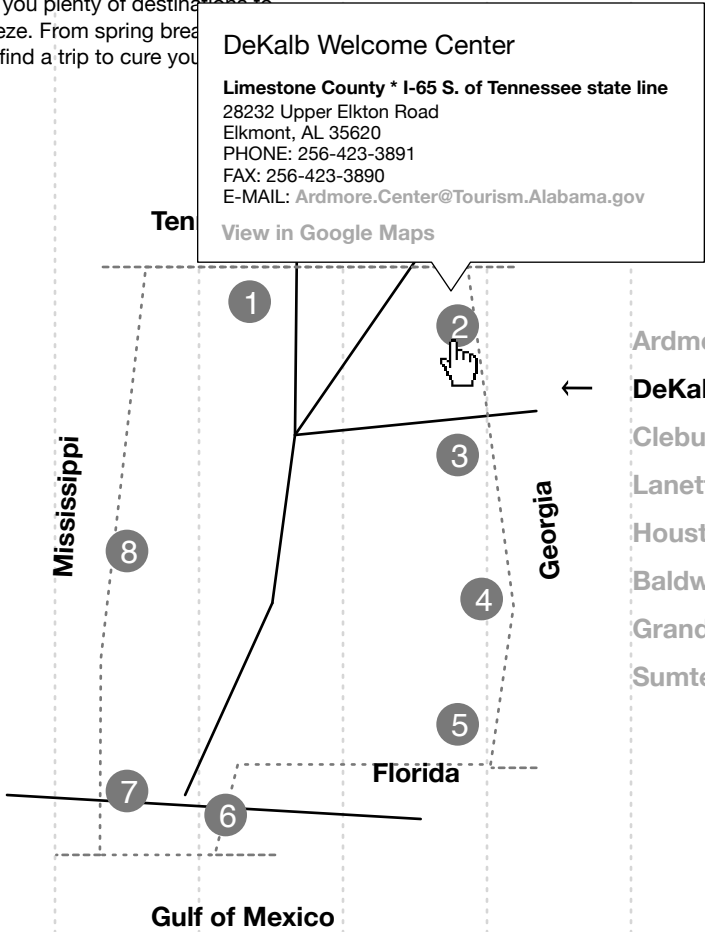 you plenty of destinations to
eze. From spring brea
find a trip to cure you
DeKalb Welcome Center
Limestone County * I-65 S. of Tennessee state line
28232 Upper Elkton Road
Elkmont, AL 35620
PHONE: 256-423-3891
FAX: 256-423-3890
E-MAIL: Ardmore.Center@Tourism.Alabama.gov
View in Google Maps
Ten
1
2
Ardmo
← DeKal
Clebu
3
Mississippi
Georgia
Lanet
Houst
8
Baldw
4
Grand
Sumte
5
Florida
7
6
Gulf of Mexico